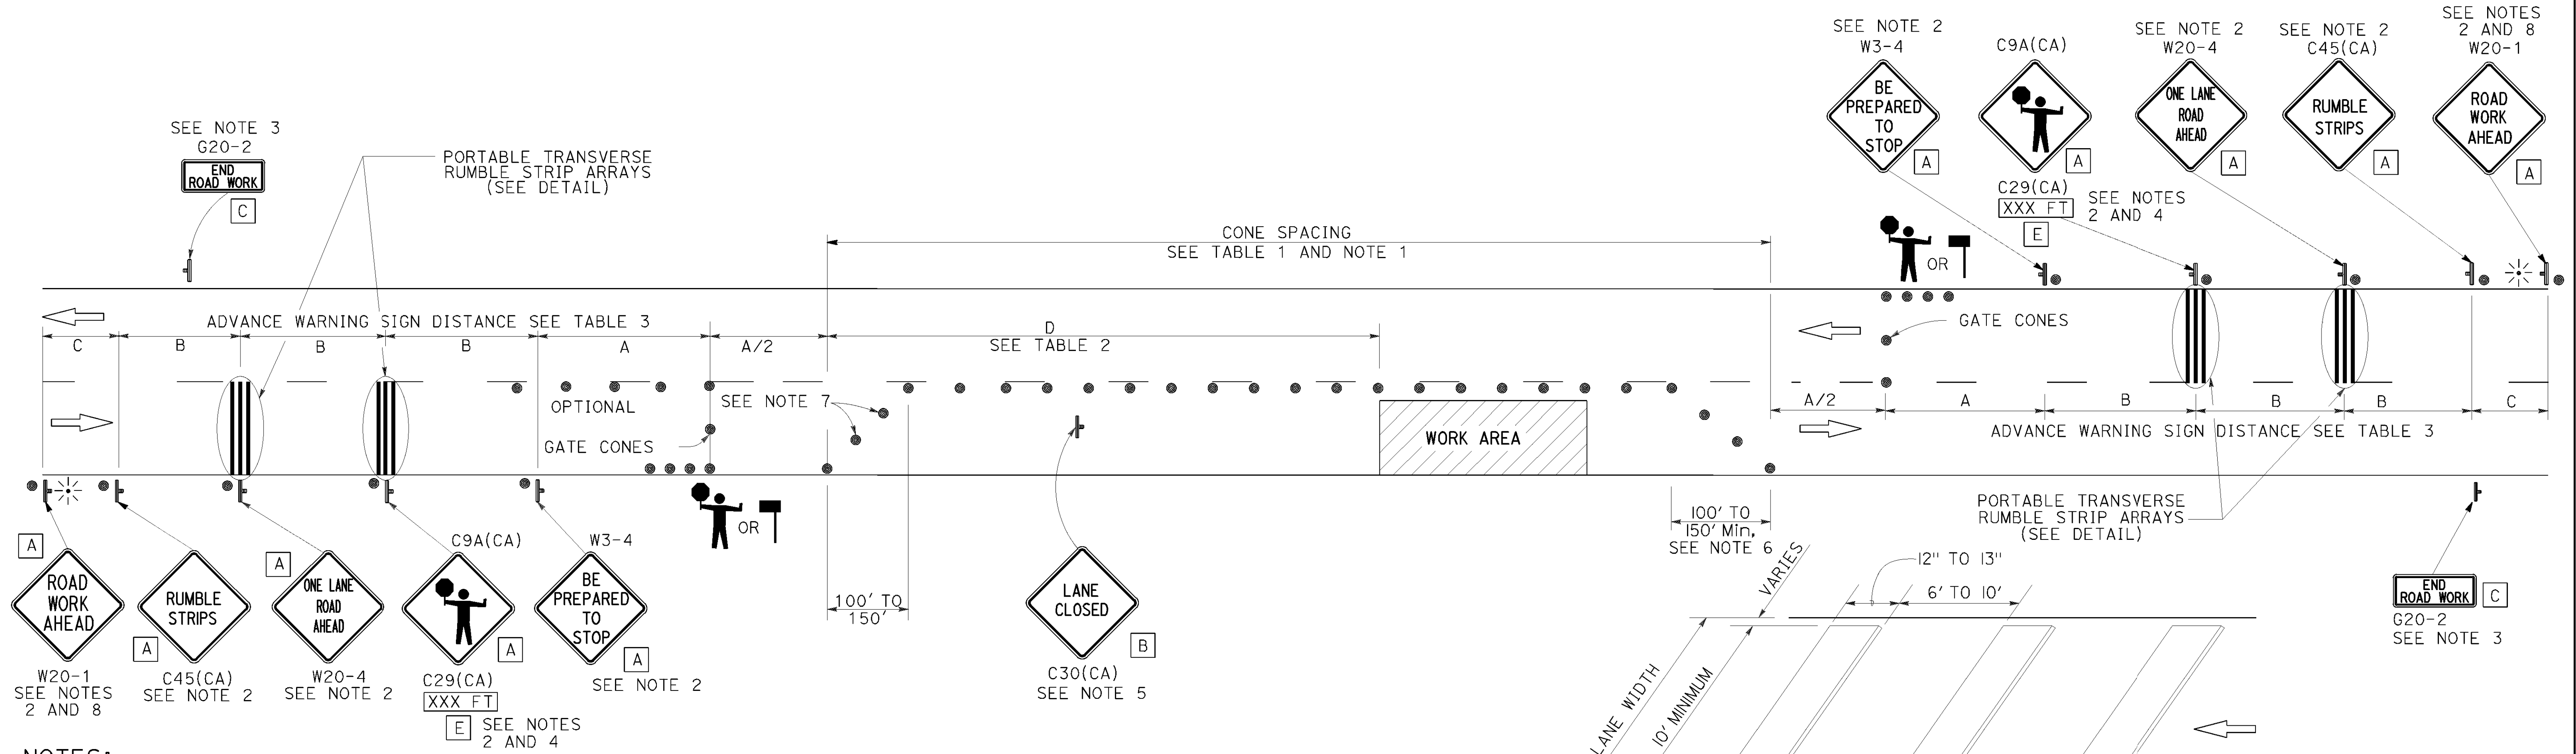 SEE NOTE 3
G20-2
END
ROAD WORK
C
PORTABLE TRANSVERSE
RUMBLE STRIP ARRAYS
(SEE DETAIL)
CONE SPACING
SEE TABLE 1 AND NOTE 1
SEE NOTE 2
W3-4
BE
PREPARED
TO
STOP
A
C9A(CA)
A
C29(CA)
XXX FT
SEE NOTES
2 AND 4
E
SEE NOTE 2
W20-4
ONE LANE
ROAD
AHEAD
A
SEE NOTE 2
C45(CA)
RUMBLE
STRIPS
A
SEE NOTES
2 AND 8
W20-1
ROAD
WORK
AHEAD
A
OR
ADVANCE WARNING SIGN DISTANCE SEE TABLE 3
C
B
B
B
A
A/2
D
SEE TABLE 2
GATE CONES
OPTIONAL
GATE CONES
SEE NOTE 7
WORK AREA
A/2
A
B
B
B
C
ADVANCE WARNING SIGN DISTANCE SEE TABLE 3
OR
100' TO
150'
100' TO
150' Min,
SEE NOTE 6
PORTABLE TRANSVERSE
RUMBLE STRIP ARRAYS
(SEE DETAIL)
A
ROAD
WORK
AHEAD
W20-1
SEE NOTES
2 AND 8
RUMBLE
STRIPS
A
C45(CA)
SEE NOTE 2
A
ONE LANE
ROAD
AHEAD
W20-4
SEE NOTE 2
C9A(CA)
A
C29(CA)
XXX FT
E
SEE NOTES
2 AND 4
W3-4
BE
PREPARED
TO
STOP
A
SEE NOTE 2
LANE
CLOSED
B
C30(CA)
SEE NOTE 5
VARIES
12" TO 13"
6' TO 10'
LANE WIDTH
10' MINIMUM
END
ROAD WORK
C
G20-2
SEE NOTE 3
NOTES: